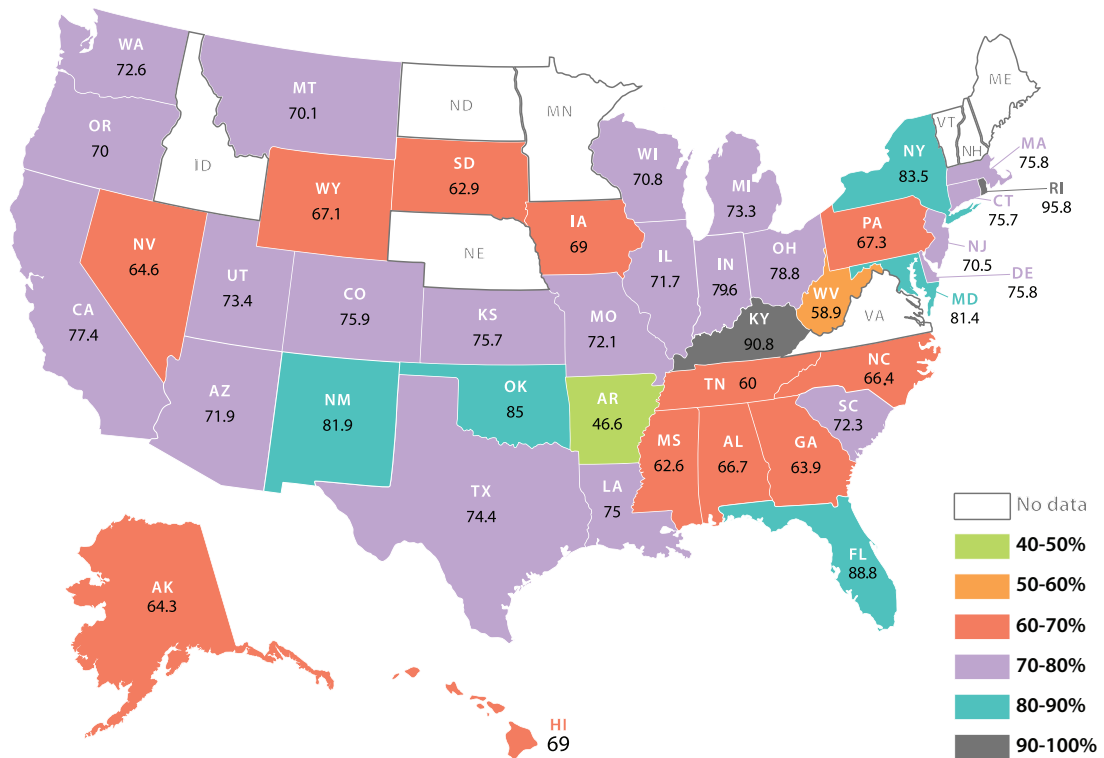 WA
72.6
MT
70.1
ND
MN
ME
OR
70
ID
WY
67.1
SD
62.9
WI
70.8
MI
73.3
VT
NH
NY
83.5
MA
75.8
RI
95.8
CT
75.7
NV
64.6
UT
73.4
CO
75.9
NE
IA
69
IL
71.7
IN
79.6
OH
78.8
PA
67.3
NJ
70.5
DE
75.8
MD
81.4
CA
77.4
KS
75.7
MO
72.1
KY
90.8
WV
58.9
VA
AZ
71.9
NM
81.9
OK
85
AR
46.6
TN 60
NC
66.4
SC
72.3
TX
74.4
LA
75
MS
62.6
AL
66.7
GA
63.9
FL
88.8
AK
64.3
HI
69
No data
40-50%
50-60%
60-70%
70-80%
80-90%
90-100%